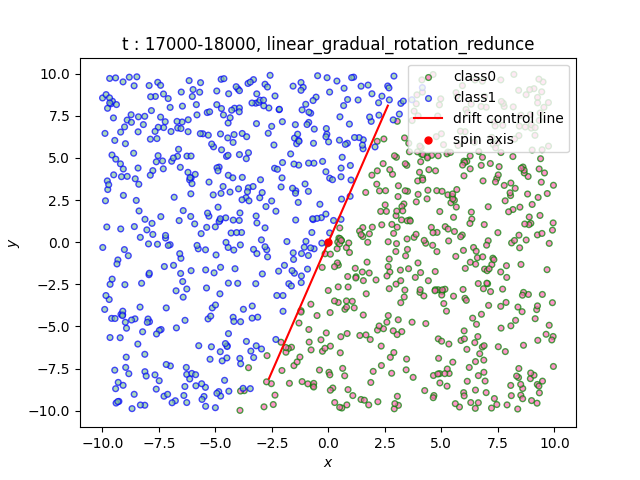 t : 17000-18000, linear_gradual_rotation_redunce
class0
class1
drift control line
spin axis
10.0
7.5
5.0
2.5
0.0
−2.5
−5.0
−7.5
−10.0
y
−10.0 −7.5 −5.0 −2.5 0.0 2.5 5.0 7.5 10.0
x